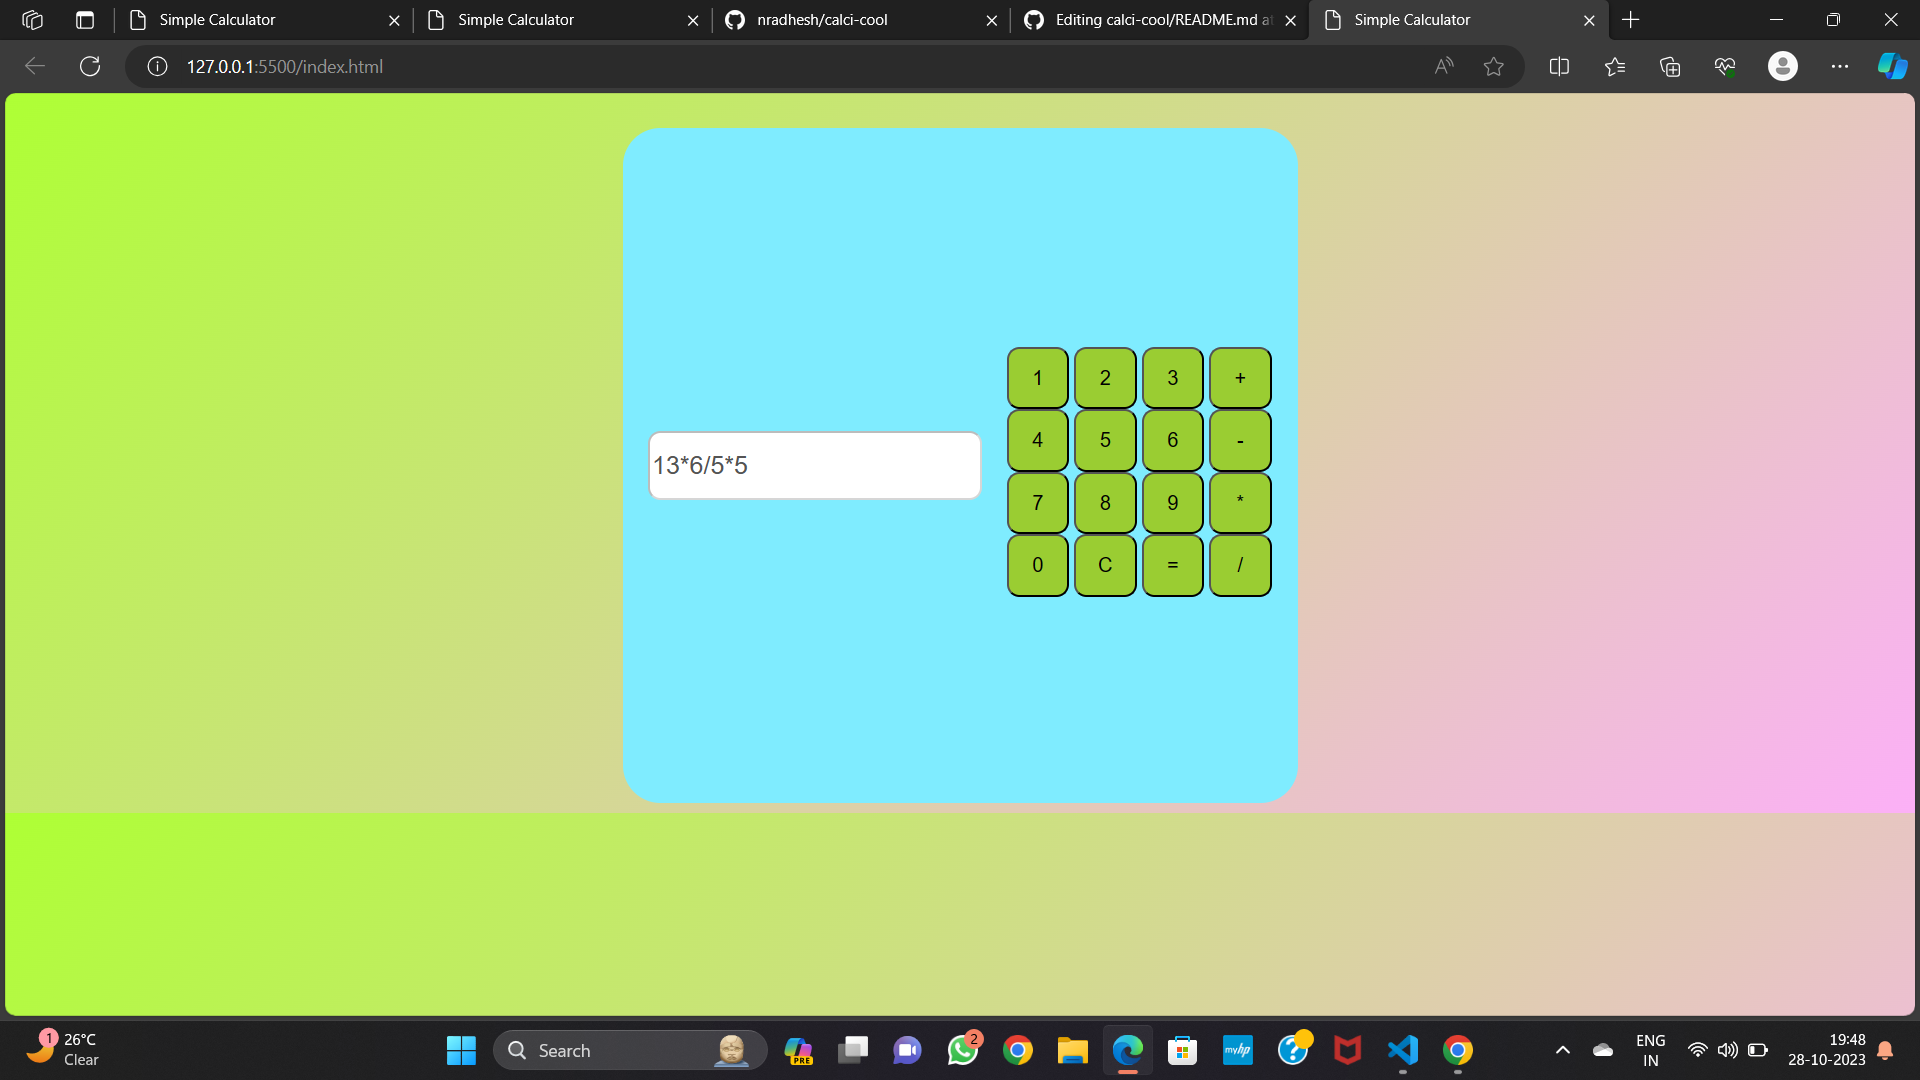 Simple Calculator
Simple Calculator
nradhesh/calci-cool
Editing calci-cool/README.md at
Simple Calculator
127.0.0.1:5500/index.html
1 2 3 +
4 5 6 -
13*6/5*5
7 8 9 *
0 C = /
1
26°C
Clear
Search
PRE
2
myhp
?
ENG
IN
19:48
28-10-2023